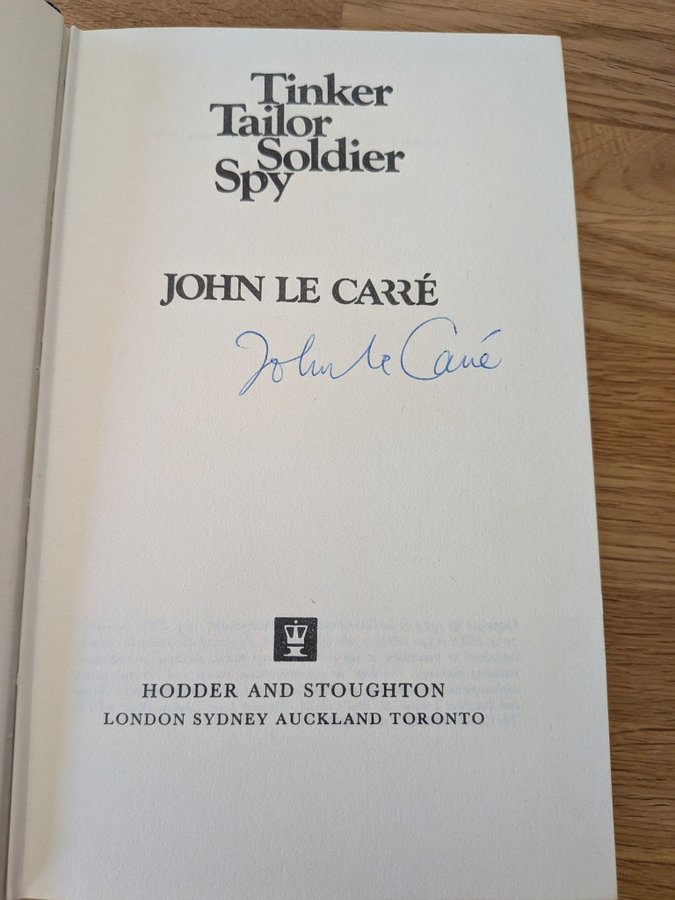 Tinker
Tailor
Soldier
Spy
JOHN LE CARRÉ
John le Carré
HODDER AND STOUGHTON
LONDON SYDNEY AUCKLAND TORONTO